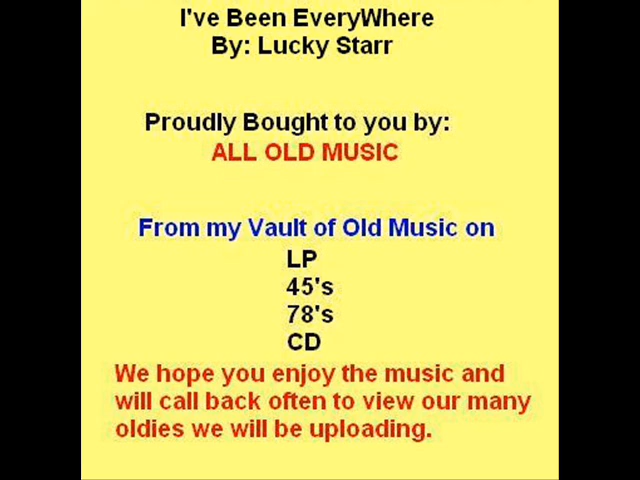 I've Been EveryWhere
By: Lucky Starr
Proudly Bought to you by:
ALL OLD MUSIC
From my Vault of Old Music on
LP
45's
78's
CD
We hope you enjoy the music and
will call back often to view our many
oldies we will be uploading.